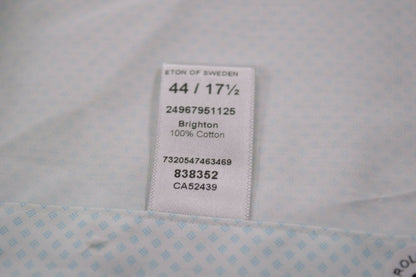 ETON OF SWEDEN
44 / 17½
24967951125
Brighton
100% Cotton
7320547463469
838352
CA52439